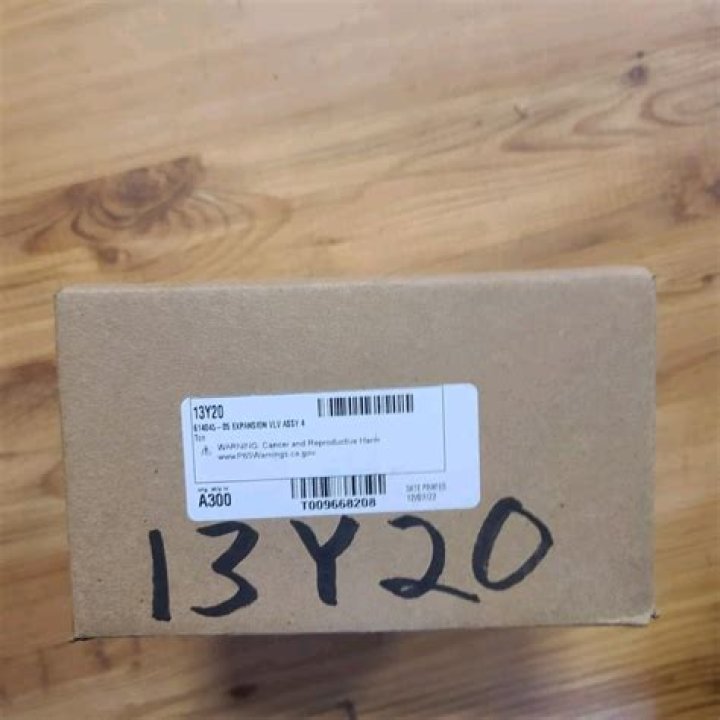 13Y20
614045-05 EXPANSION VLV ASSY 4
Ton
WARNING: Cancer and Reproductive Harm
www.P65Warnings.ca.gov
A300
T009668208
DATE PRINTED
13Y20